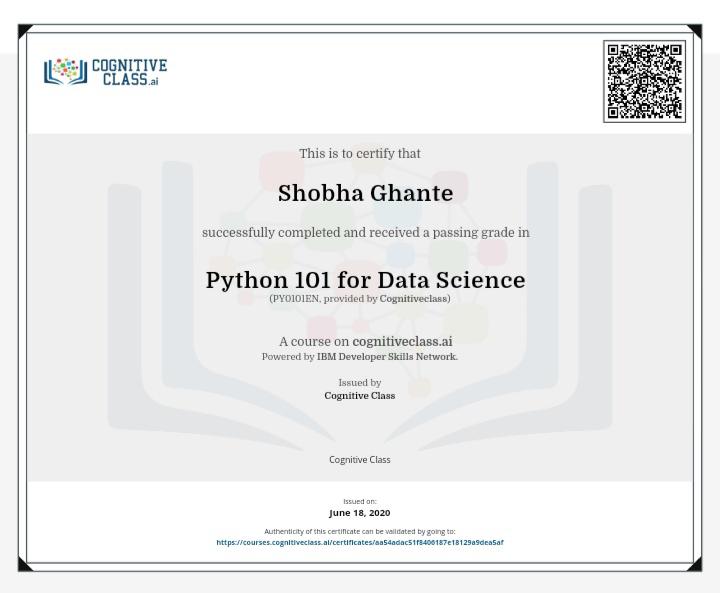 COGNITIVE
CLASS.ai
This is to certify that
Shobha Ghante
successfully completed and received a passing grade in
Python 101 for Data Science
(PY0101EN, provided by Cognitiveclass)
A course on cognitiveclass.ai
Powered by IBM Developer Skills Network.
Issued by
Cognitive Class
Cognitive Class
Issued on:
June 18, 2020
Authenticity of this certificate can be validated by going to:
https://courses.cognitiveclass.ai/certificates/aa54adac51f8406187e18129a9dea5af